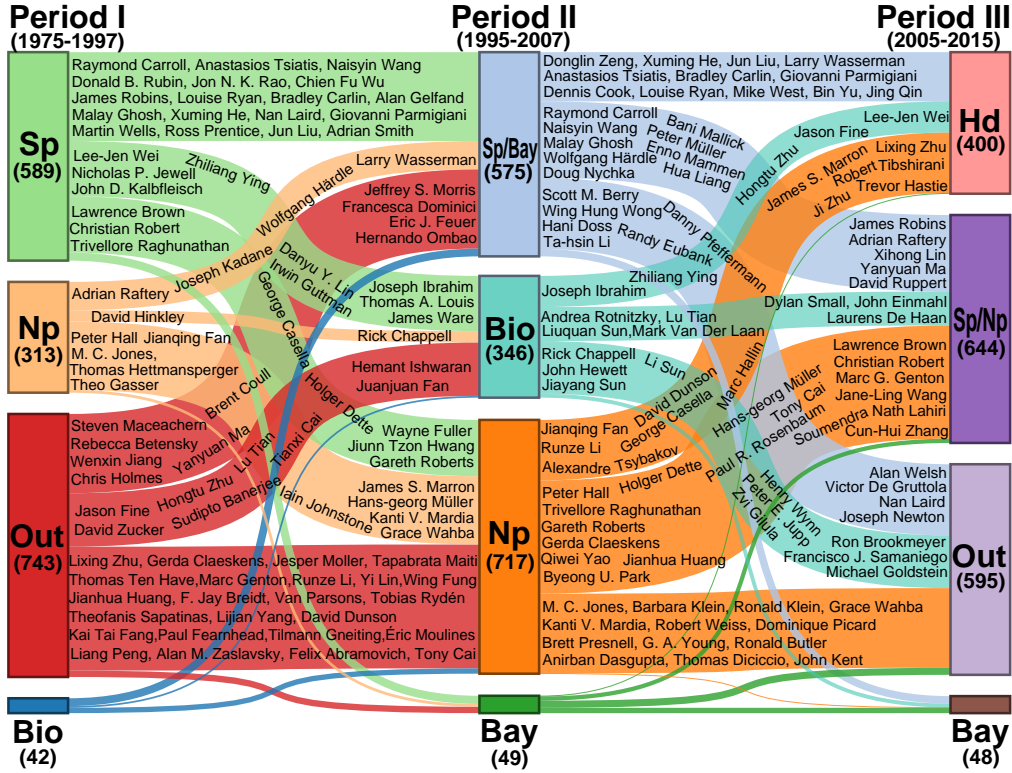 Period I
(1975-1997)
Period II
(1995-2007)
Period III
(2005-2015)
Sp
(589)
Np
(313)
Out
(743)
Bio
(42)
Raymond Carroll, Anastasios Tsiatis, Naisyin Wang
Donald B. Rubin, Jon N. K. Rao, Chien Fu Wu
James Robins, Louise Ryan, Bradley Carlin, Alan Gelfand
Malay Ghosh, Xuming He, Nan Laird, Giovanni Parmigiani
Martin Wells, Ross Prentice, Jun Liu, Adrian Smith
Lee-Jen Wei
Nicholas P. Jewell
John D. Kalbfleisch
Zhiling Ying
Lawrence Brown
Christian Robert
Trivellore Raghunathan
Larry Wasserman
Wolfgang Härdle
Joseph Kadane
Jeffrey S. Morris
Francesca Dominici
Eric J. Feuer
Hernando Ombao
Danyu Y. Lin
Irwin Guttman
George Casella
Holger Dette
Joseph Ibrahim
Thomas A. Louis
James Ware
Adrian Raftery
David Hinkley
Rick Chappell
Peter Hall Jianqing Fan
M. C. Jones,
Thomas Hettmansperger
Theo Gasser
Hemant Ishwaran
Juanjuan Fan
Brent Coull
Yanyuan Ma
Lu Tian
Tianxi Cai
Hongtu Zhu
Sudipto Banerjee
Iain Johnstone
Steven Maceachern
Rebecca Betensky
Wenxin Jiang
Chris Holmes
Jason Fine
David Zucker
Wayne Fuller
Jiunn Tzon Hwang
Gareth Roberts
James S. Marron
Hans-georg Müller
Kanti V. Mardia
Grace Wahba
Lixing Zhu, Gerda Claeskens, Jesper Moller, Tapabrata Maiti
Thomas Ten Have,Marc Genton,Runze Li, Yi Lin,Wing Fung
Jianhua Huang, F. Jay Breidt, Van Parsons, Tobias Rydén
Theofanis Sapatinas, Lijian Yang, David Dunson
Kai Tai Fang,Paul Fearnhead,Tilmann Gneiting,Éric Moulines
Liang Peng, Alan M. Zaslavsky, Felix Abramovich, Tony Cai
Sp/Bay
(575)
Bio
(346)
Np
(717)
Bay
(49)
Donglin Zeng, Xuming He, Jun Liu, Larry Wasserman
Anastasios Tsiatis, Bradley Carlin, Giovanni Parmigiani
Dennis Cook, Louise Ryan, Mike West, Bin Yu, Jing Qin
Raymond Carroll
Naisyin Wang
Malay Ghosh
Wolfgang Härdle
Doug Nychka
Bani Mallick
Peter Müller
Enno Mammen
Hua Liang
Scott M. Berry
Wing Hung Wong
Hani Doss
Ta-hsin Li
Randy Eubank
Danny Pfeffermann
Hongtu Zhu
Jason Fine
Lee-Jen Wei
James S. Marron
Robert Tibshirani
Ji Zhu
Lixing Zhu
Trevor Hastie
Zhiliang Ying
Joseph Ibrahim
Andrea Rotnitzky, Lu Tian
Liuquan Sun,Mark Van Der Laan
Dylan Small, John Einmahl
Laurens De Haan
Rick Chappell
John Hewett
Jiayang Sun
Li Sun
James Robins
Adrian Raftery
Xihong Lin
Yanyuan Ma
David Ruppert
Marc Hallin
David Dunson
George Casella
Jianqing Fan
Runze Li
Alexandre Tsybakov
Holger Dette
Peter Hall
Trivellore Raghunathan
Gareth Roberts
Gerda Claeskens
Qiwei Yao
Jianhua Huang
Byeong U. Park
Hans-georg Müller
Tony Cai
Paul R. Rosenbaum
Soumendra Nath Lahiri
Lawrence Brown
Christian Robert
Marc G. Genton
Jane-Ling Wang
Cun-Hui Zhang
Henry Wynn
Peter E. Jupp
Zvi Gilula
Alan Welsh
Victor De Gruttola
Nan Laird
Joseph Newton
Ron Brookmeyer
Francisco J. Samaniego
Michael Goldstein
M. C. Jones, Barbara Klein, Ronald Klein, Grace Wahba
Kanti V. Mardia, Robert Weiss, Dominique Picard
Brett Presnell, G. A. Young, Ronald Butler
Anirban Dasgupta, Thomas Diciccio, John Kent
Hd
(400)
Sp/Np
(644)
Out
(595)
Bay
(48)